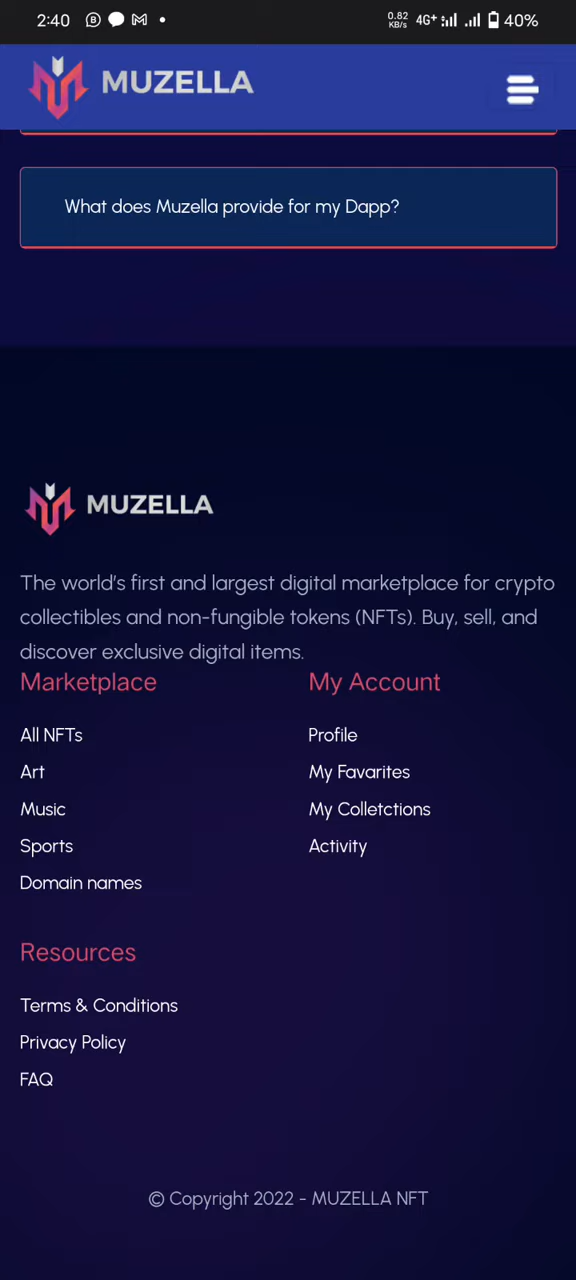 2:40 0.82 KB/s 4G+ 40%
MUZELLA
What does Muzella provide for my Dapp?
MUZELLA
The world's first and largest digital marketplace for crypto
collectibles and non-fungible tokens (NFTs). Buy, sell, and
discover exclusive digital items.
Marketplace
All NFTs
Art
Music
Sports
Domain names
My Account
Profile
My Favarites
My Colletctions
Activity
Resources
Terms & Conditions
Privacy Policy
FAQ
© Copyright 2022 - MUZELLA NFT